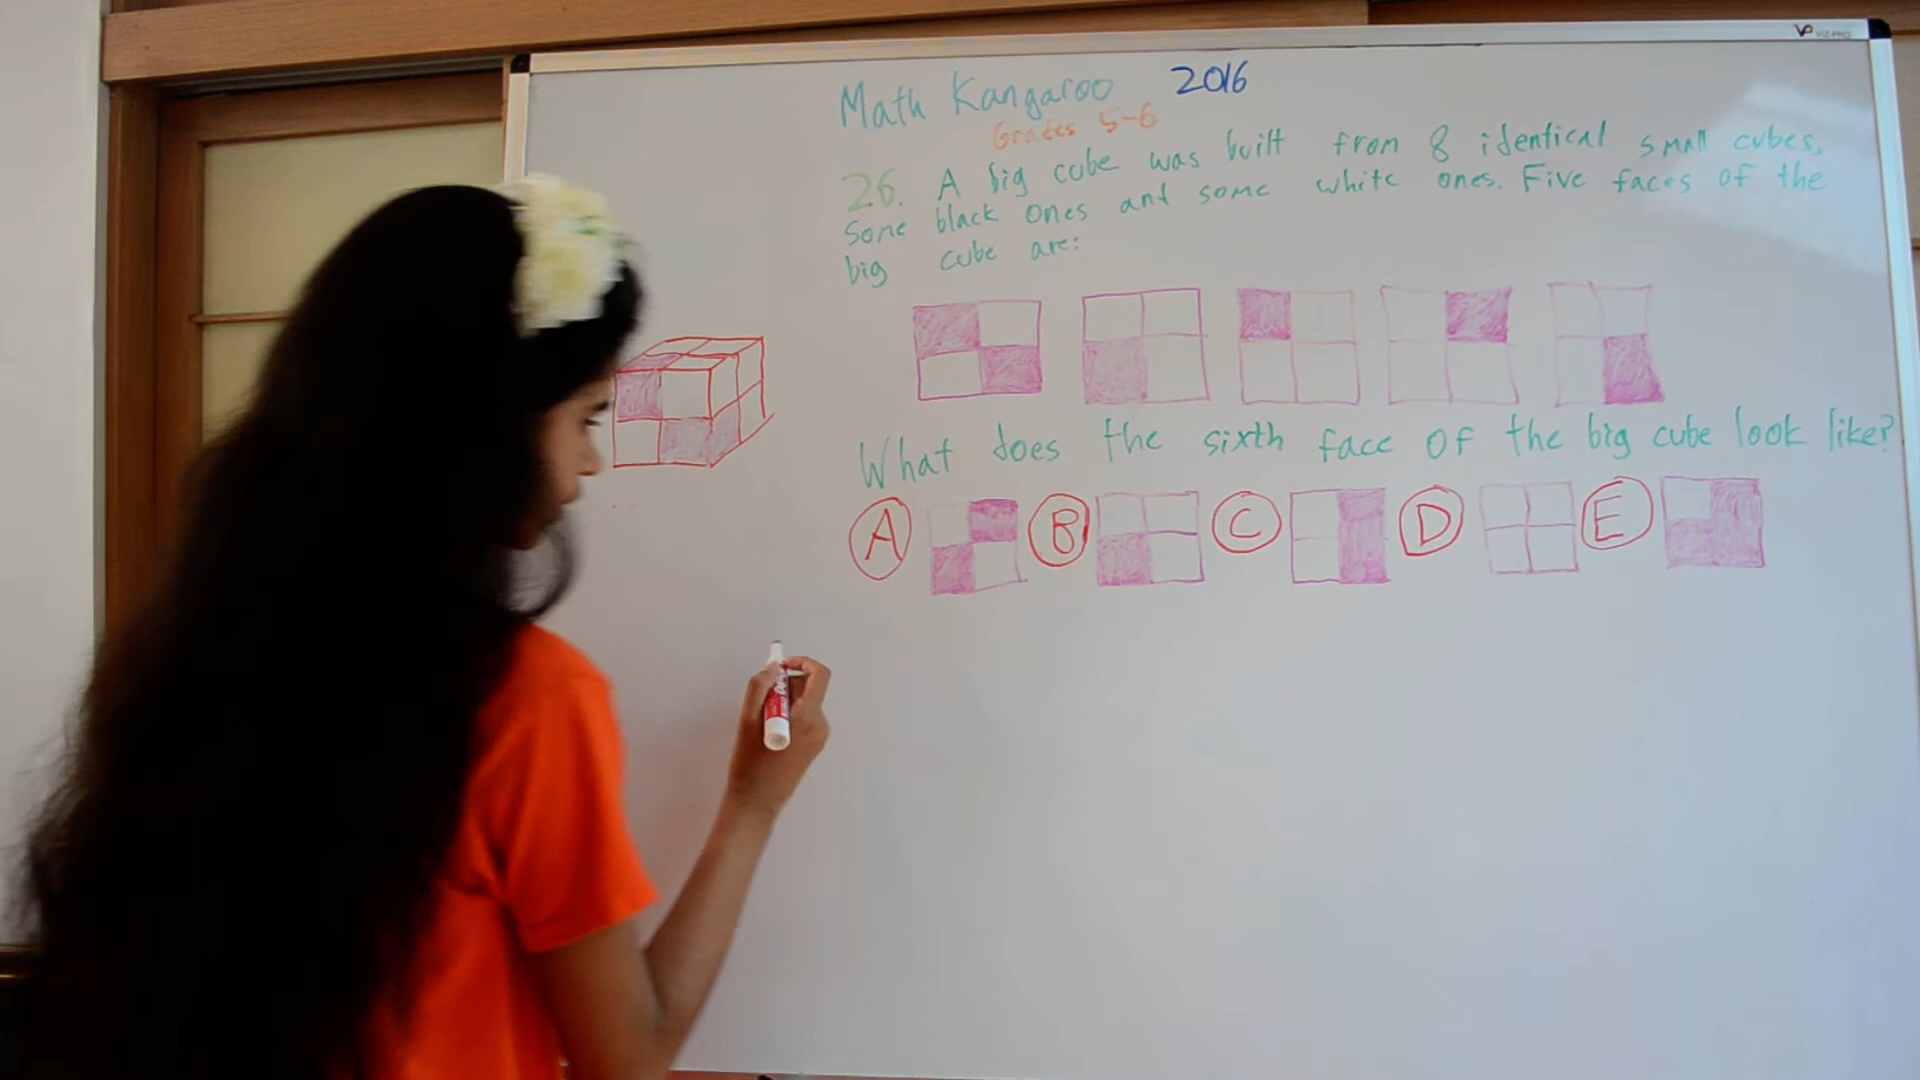 VIZ-PRO
Math Kangaroo 2016
Grades 5-6
26. A big cube was built from 8 identical small cubes,
some black ones and some white ones. Five faces of the
big cube are:
What does the sixth face of the big cube look like?
A B C D E